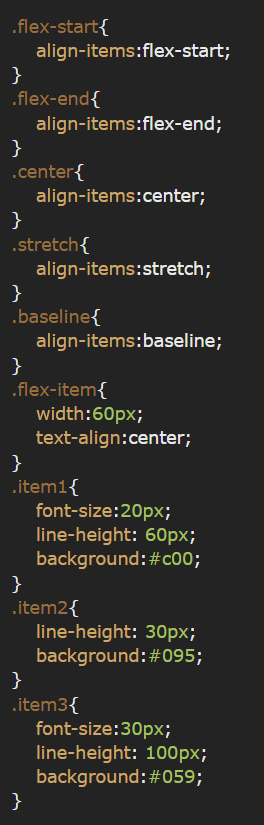 .flex-start{
align-items:flex-start;
}
.flex-end{
align-items:flex-end;
}
.center{
align-items:center;
}
.stretch{
align-items:stretch;
}
.baseline{
align-items:baseline;
}
.flex-item{
width:60px;
text-align:center;
}
.item1{
font-size:20px;
line-height: 60px;
background:#c00;
}
.item2{
line-height: 30px;
background:#095;
}
.item3{
font-size:30px;
line-height: 100px;
background:#059;
}